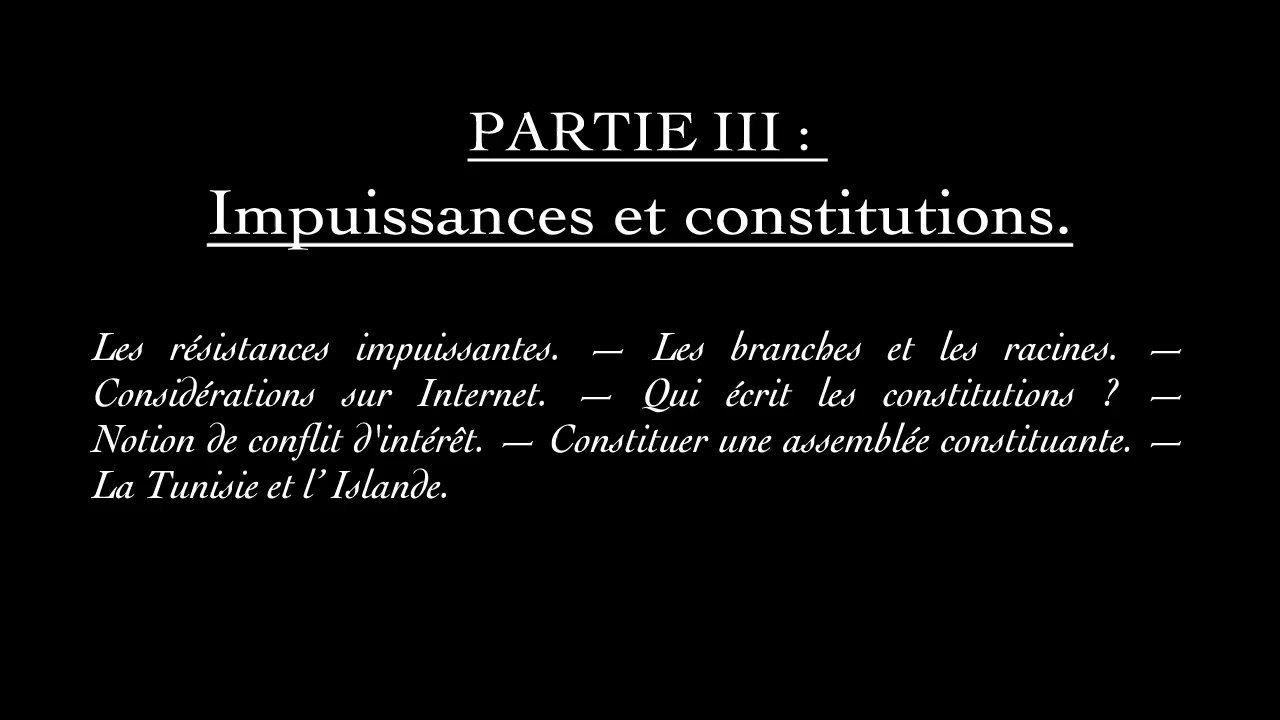 PARTIE III :
Impuissances et constitutions.
Les résistances impuissantes. — Les branches et les racines. —
Considérations sur Internet. — Qui écrit les constitutions ? —
Notion de conflit d'intérêt. — Constituer une assemblée constituante. —
La Tunisie et l’ Islande.